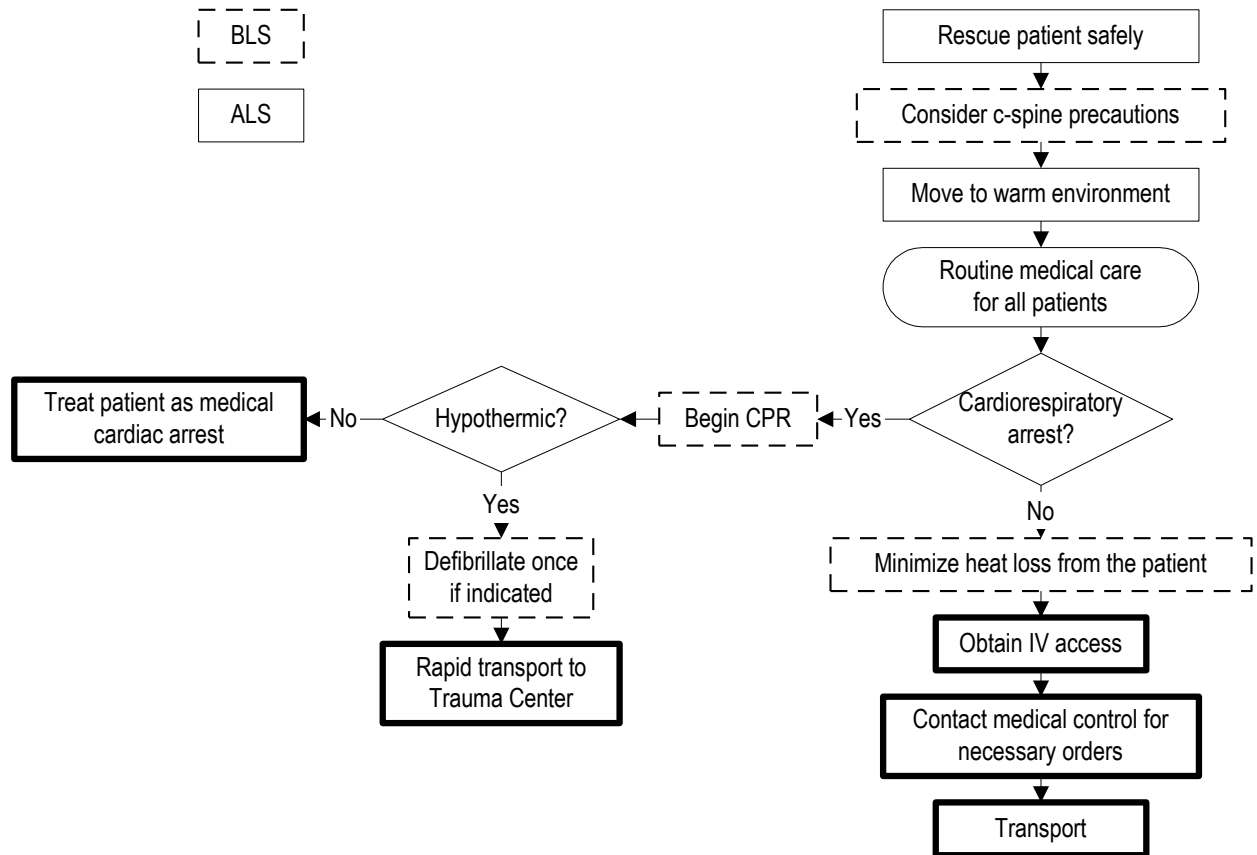 BLS
ALS
Rescue patient safely
Consider c-spine precautions
Move to warm environment
Routine medical care
for all patients
Cardiorespiratory
arrest?
Yes
Begin CPR
Hypothermic?
No
Treat patient as medical
cardiac arrest
Yes
Defibrillate once
if indicated
Rapid transport to
Trauma Center
No
Minimize heat loss from the patient
Obtain IV access
Contact medical control for
necessary orders
Transport